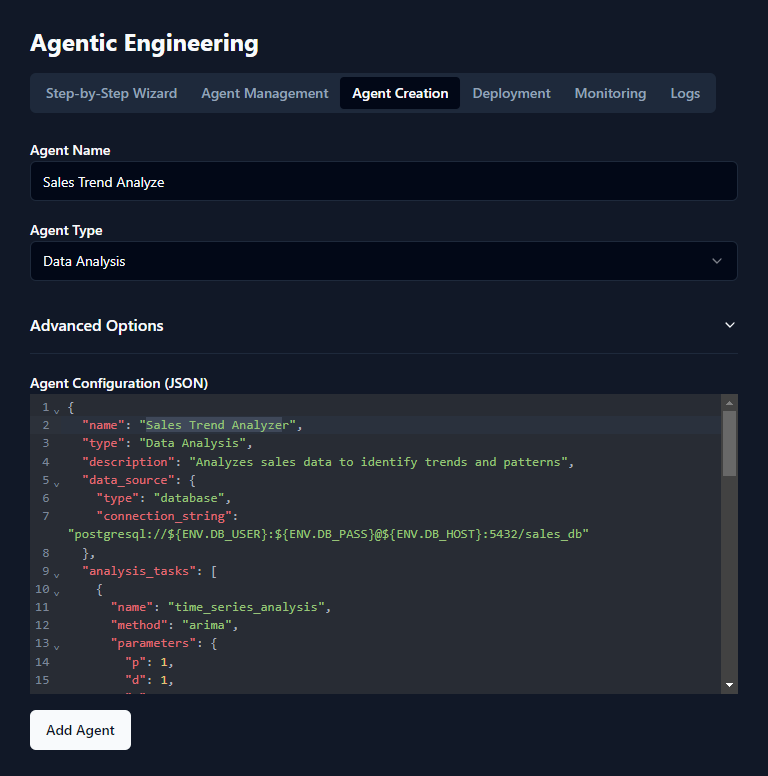 Agentic Engineering
Step-by-Step Wizard Agent Management Agent Creation Deployment Monitoring Logs
Agent Name
Sales Trend Analyze
Agent Type
Data Analysis
Advanced Options
Agent Configuration (JSON)
1 {
2 "name": "Sales Trend Analyzer",
3 "type": "Data Analysis",
4 "description": "Analyzes sales data to identify trends and patterns",
5 "data_source": {
6 "type": "database",
7 "connection_string":
"postgresql://${ENV.DB_USER}:${ENV.DB_PASS}@${ENV.DB_HOST}:5432/sales_db"
8 },
9 "analysis_tasks": [
10 {
11 "name": "time_series_analysis",
12 "method": "arima",
13 "parameters": {
14 "p": 1,
15 "d": 1,
Add Agent